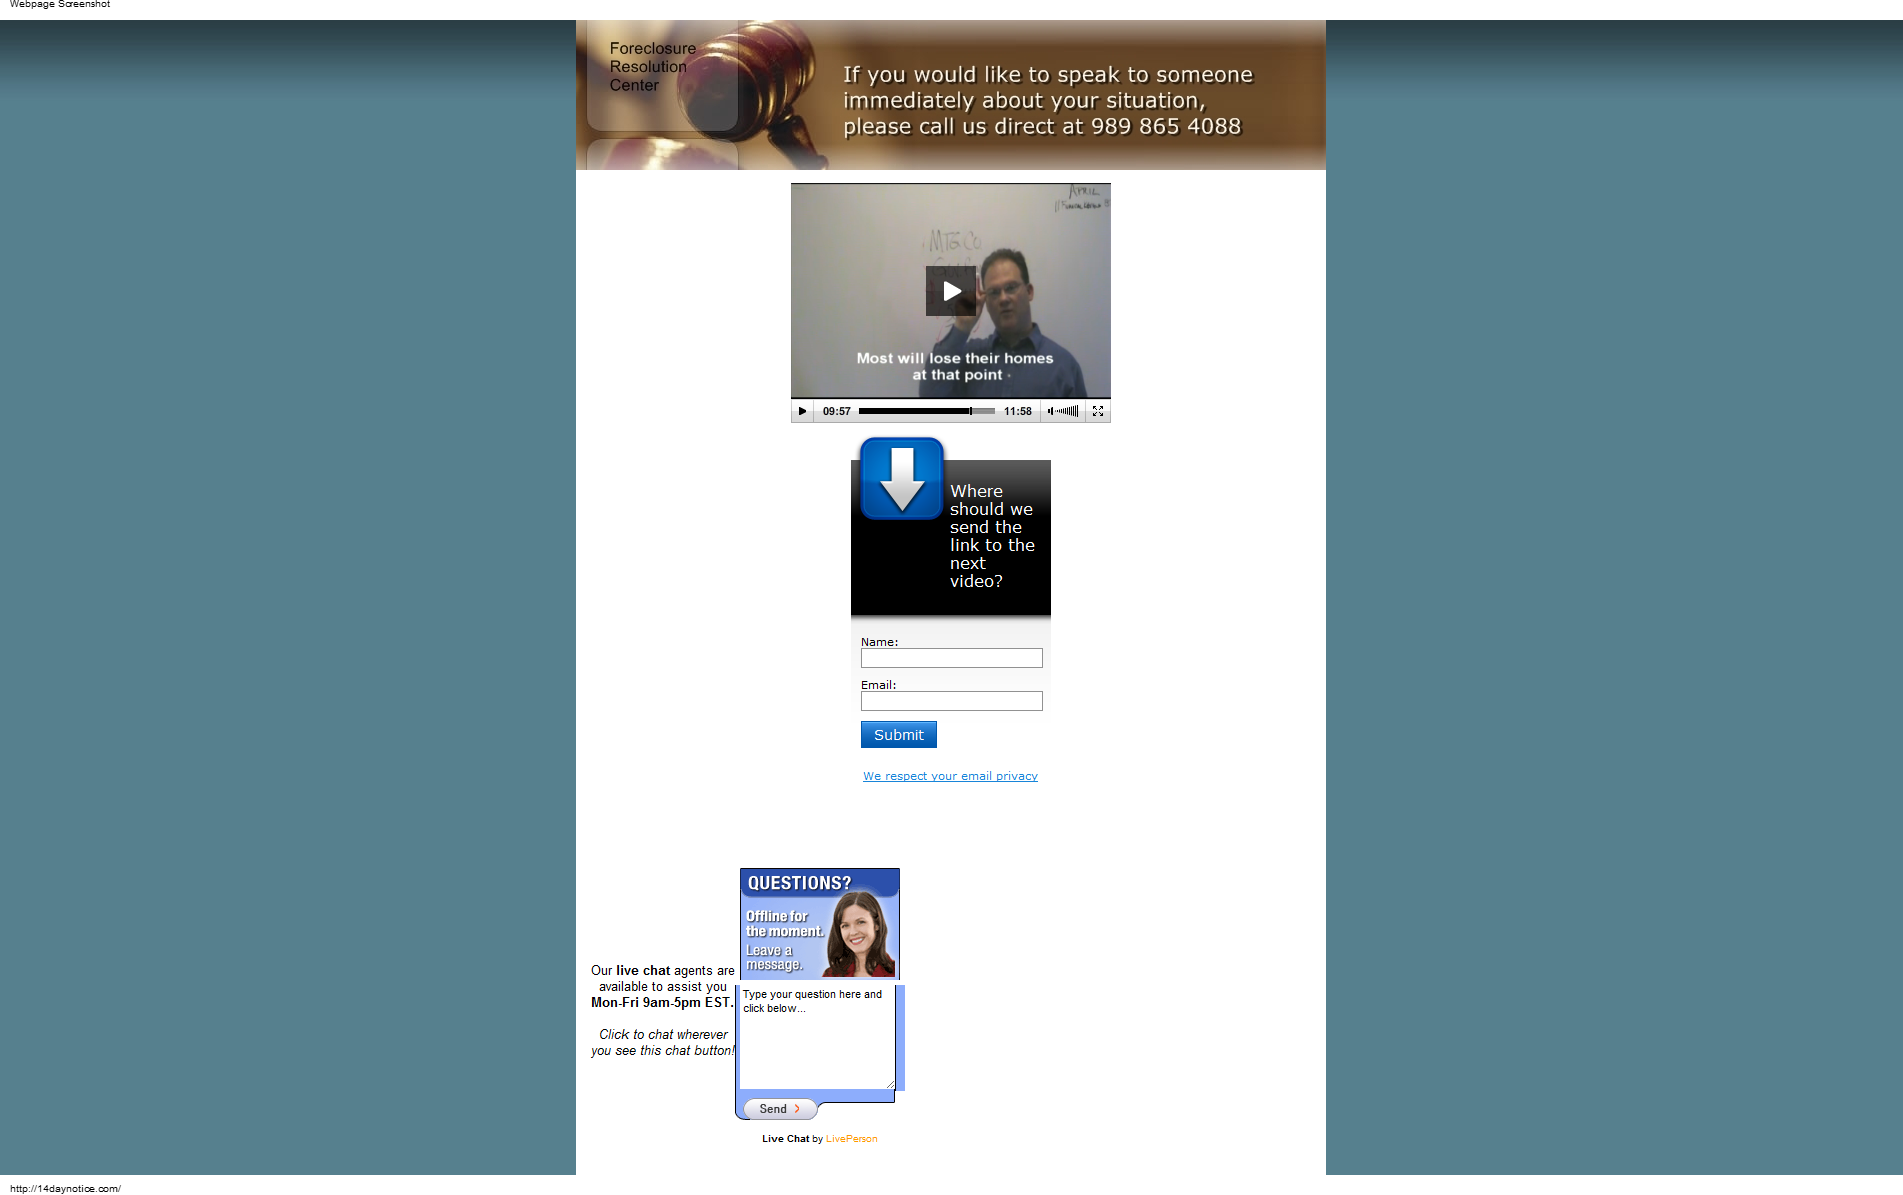 Webpage Screenshot
Foreclosure
Resolution
Center
If you would like to speak to someone
immediately about your situation,
please call us direct at 989 865 4088
APRIL
MTG Co
Most will lose their homes
at that point
09:57
11:58
Where
should we
send the
link to the
next
video?
Name:
Email:
Submit
We respect your email privacy
QUESTIONS?
Offline for
the moment.
Leave a
message.
Our live chat agents are
available to assist you
Mon-Fri 9am-5pm EST.
Click to chat wherever
you see this chat button!
Type your question here and
click below...
Send
Live Chat by LivePerson
http://14daynotice.com/